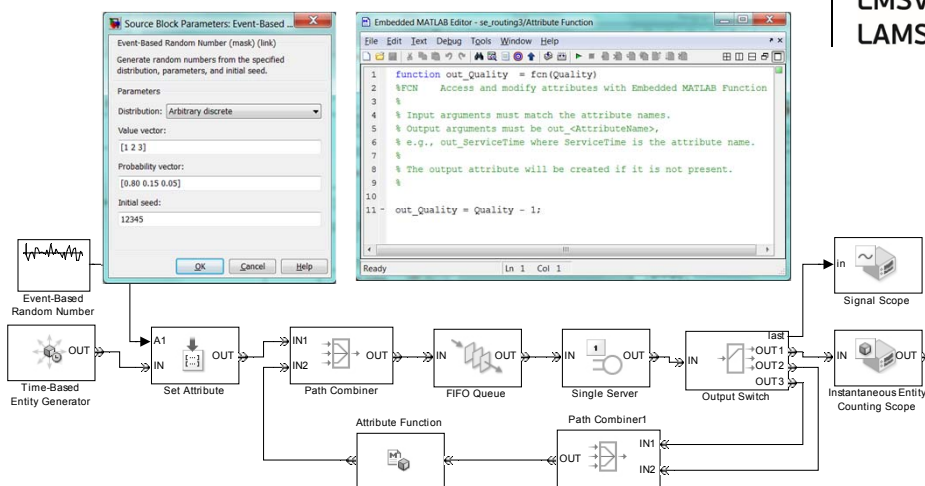 LAMS
Source Block Parameters: Event-Based ...
Event-Based Random Number (mask) (link)
Generate random numbers from the specified
distribution, parameters, and initial seed.
Parameters
Distribution: Arbitrary discrete
Value vector:
[1 2 3]
Probability vector:
[0.80 0.15 0.05]
Initial seed:
12345
OK Cancel Help
Embedded MATLAB Editor - se_routing3/Attribute Function
File Edit Text Debug Tools Window Help
1 function out_Quality = fcn(Quality)
2 %FCN Access and modify attributes with Embedded MATLAB Function
3 %
4 % Input arguments must match the attribute names.
5 % Output arguments must be out_<AttributeName>,
6 % e.g., out_ServiceTime where ServiceTime is the attribute name.
7 %
8 % The output attribute will be created if it is not present.
9 %
10
11 - out_Quality = Quality - 1;
Ready Ln 1 Col 1
Event-Based
Random Number
in
Signal Scope
OUT
Time-Based
Entity Generator
A1
IN
OUT
Set Attribute
IN1
IN2
OUT
Path Combiner
IN OUT
FIFO Queue
IN 1 OUT
Single Server
IN
last
OUT1
OUT2
OUT3
Output Switch
IN OUT
Instantaneous Entity
Counting Scope
Attribute Function
Path Combiner1
OUT
IN1
IN2